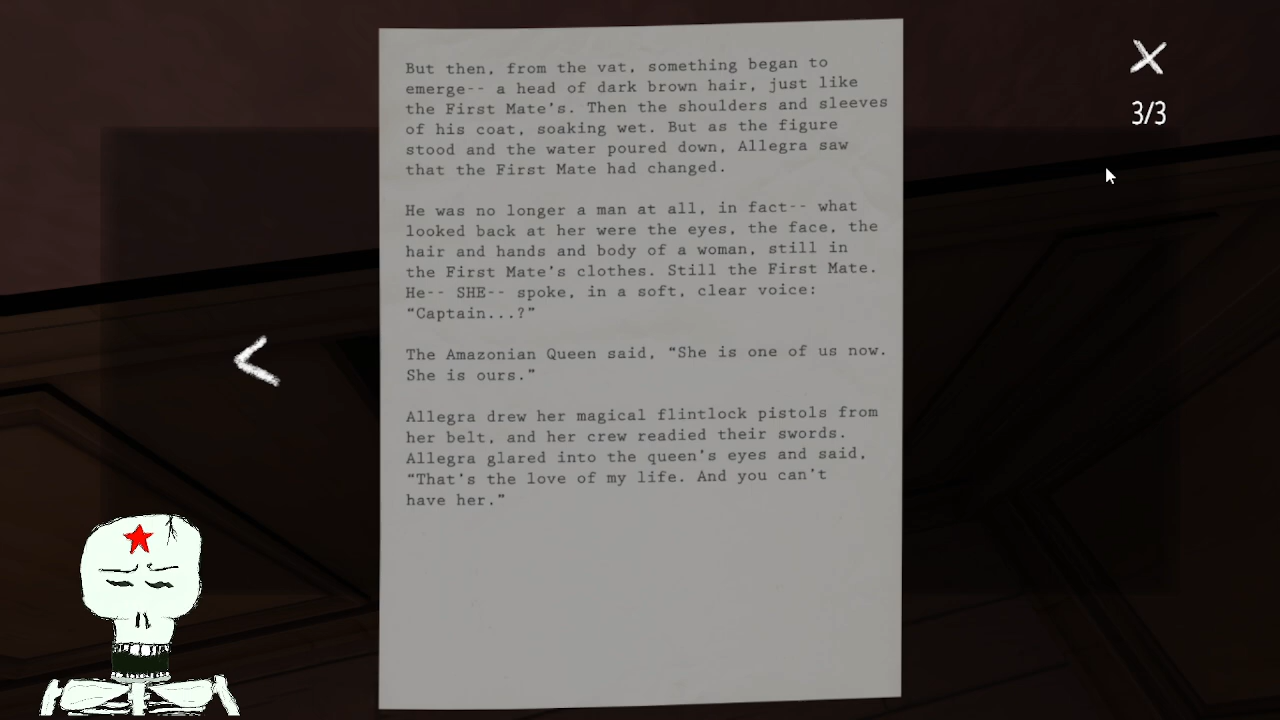 But then, from the vat, something began to
emerge-- a head of dark brown hair, just like
the First Mate's. Then the shoulders and sleeves
of his coat, soaking wet. But as the figure
stood and the water poured down, Allegra saw
that the First Mate had changed.
He was no longer a man at all, in fact-- what
looked back at her were the eyes, the face, the
hair and hands and body of a woman, still in
the First Mate's clothes. Still the First Mate.
He-- SHE-- spoke, in a soft, clear voice:
“Captain...?”
The Amazonian Queen said, “She is one of us now.
She is ours.”
Allegra drew her magical flintlock pistols from
her belt, and her crew readied their swords.
Allegra glared into the queen's eyes and said,
“That's the love of my life. And you can't
have her.”
3/3